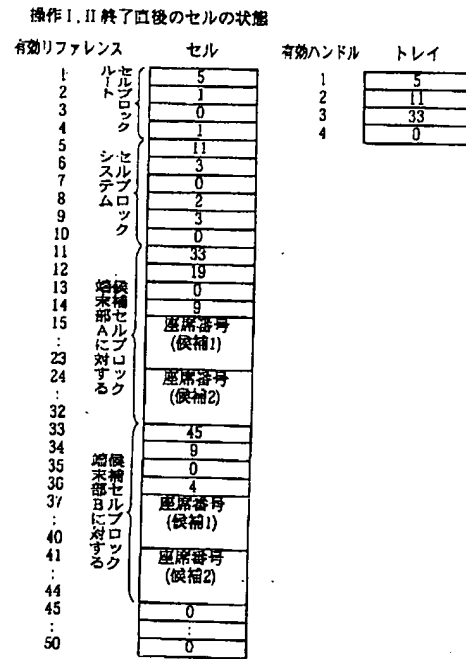 操作Ⅰ,Ⅱ終了直後のセルの状態
有効リファレンス セル 有効ハンドル トレイ
1 5 1 5
2 1 2 11
3 0 3 33
4 1 4 0
ルートセルブロック
5 11
6 3
7 0
8 2
9 3
10 0
システムセルブロック
11 33
12 19
13 0
14 9
15 座席番号
: (候補1)
23
24 座席番号
: (候補2)
32
端末部Aに対する候補セルブロック
33 45
34 9
35 0
36 4
37 座席番号
: (候補1)
40
41 座席番号
: (候補2)
44
端末部Bに対する候補セルブロック
45 0
: :
50 0